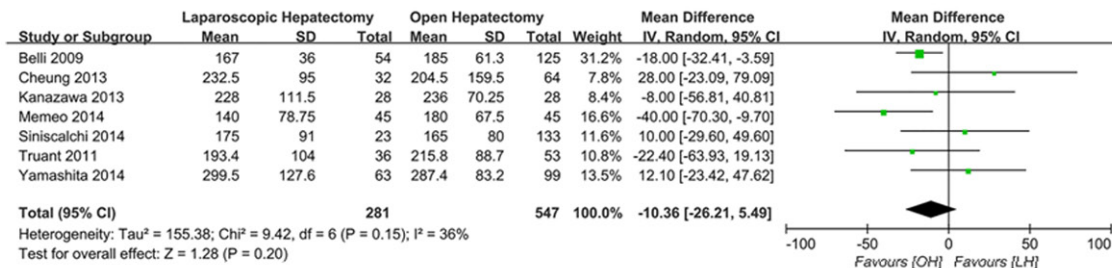 Laparoscopic Hepatectomy Open Hepatectomy Mean Difference Mean Difference
Study or Subgroup Mean SD Total Mean SD Total Weight IV, Random, 95% CI IV, Random, 95% CI
Belli 2009 167 36 54 185 61.3 125 31.2% -18.00 [-32.41, -3.59]
Cheung 2013 232.5 95 32 204.5 159.5 64 7.8% 28.00 [-23.09, 79.09]
Kanazawa 2013 228 111.5 28 236 70.25 28 8.4% -8.00 [-56.81, 40.81]
Memeo 2014 140 78.75 45 180 67.5 45 16.6% -40.00 [-70.30, -9.70]
Siniscalchi 2014 175 91 23 165 80 133 11.7% 10.00 [-29.60, 49.60]
Truant 2011 193.4 104 36 215.8 88.7 53 10.8% -22.40 [-63.93, 19.13]
Yamashita 2014 299.5 127.6 63 287.4 83.2 99 13.5% 12.10 [-23.42, 47.62]
Total (95% CI) 281 547 100.0% -10.36 [-26.21, 5.49]
Heterogeneity: Tau² = 155.38; Chi² = 9.42, df = 6 (P = 0.15); I² = 36%
Test for overall effect: Z = 1.28 (P = 0.20)
-100 -50 0 50 100
Favours [OH] Favours [LH]